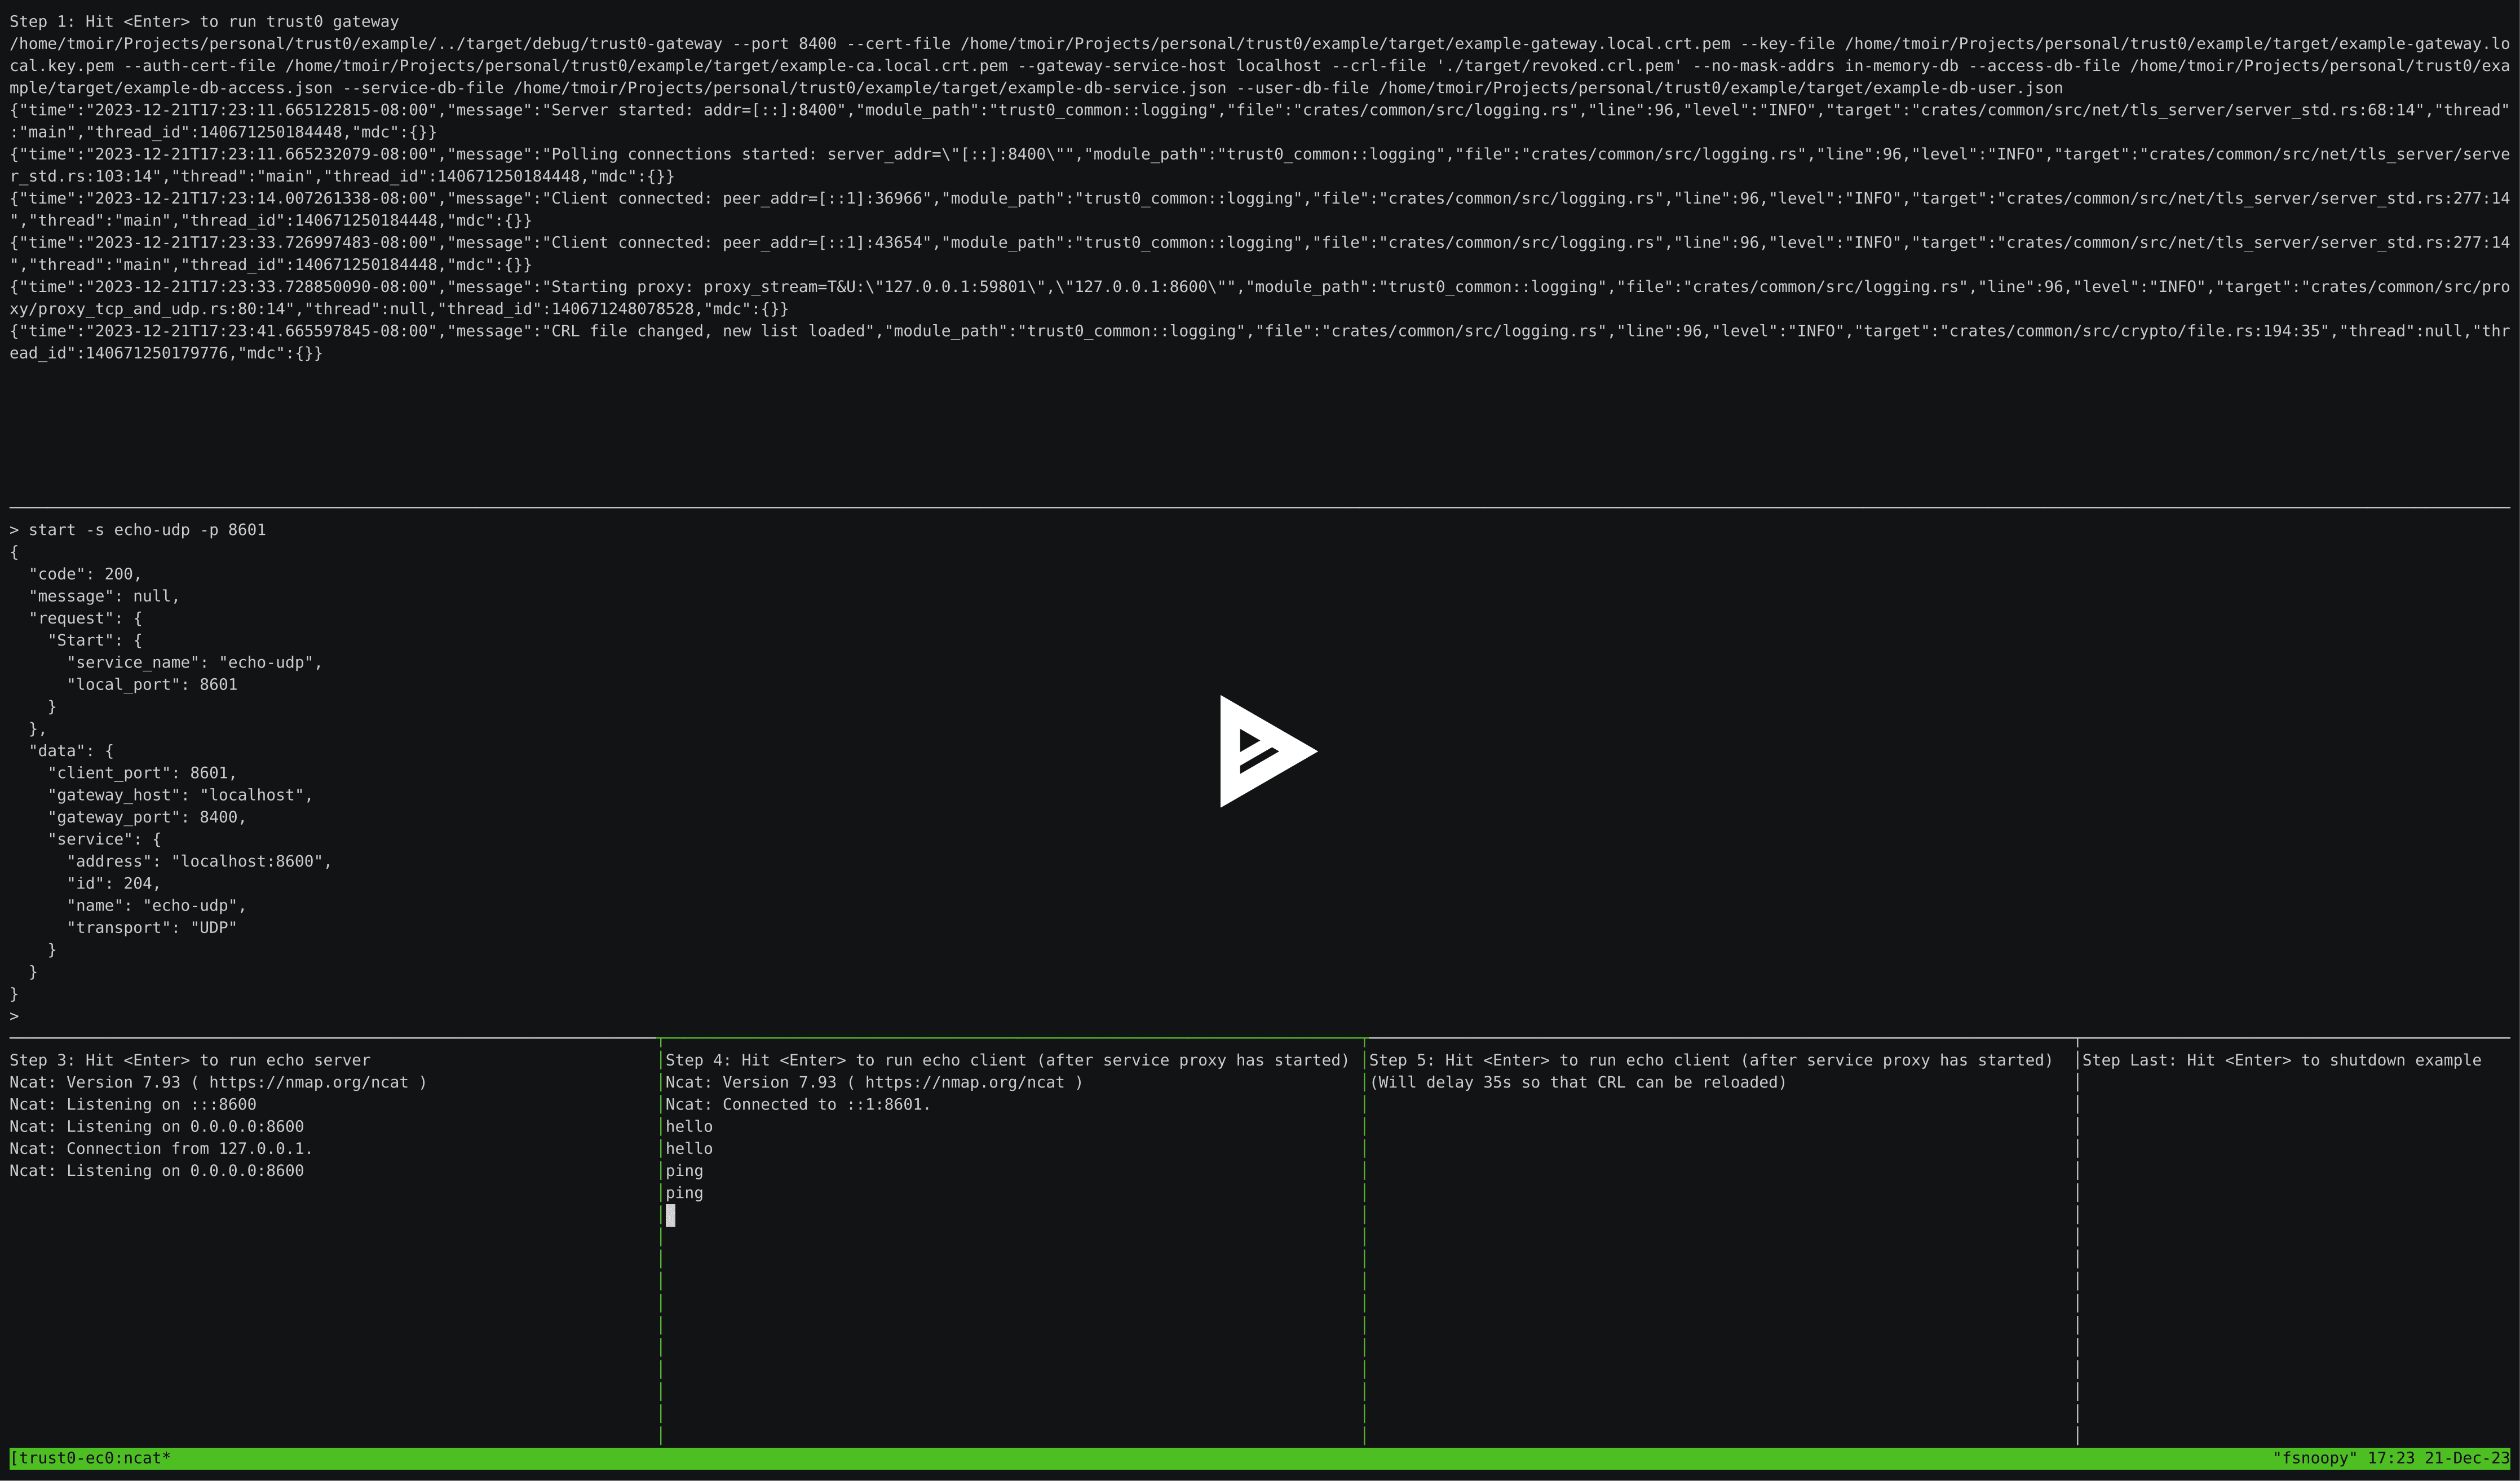 Step 1: Hit <Enter> to run trust0 gateway
/home/tmoir/Projects/personal/trust0/example/../target/debug/trust0-gateway --port 8400 --cert-file /home/tmoir/Projects/personal/trust0/example/target/example-gateway.local.crt.pem --key-file /home/tmoir/Projects/personal/trust0/example/target/example-gateway.lo
cal.key.pem --auth-cert-file /home/tmoir/Projects/personal/trust0/example/target/example-ca.local.crt.pem --gateway-service-host localhost --crl-file './target/revoked.crl.pem' --no-mask-addrs in-memory-db --access-db-file /home/tmoir/Projects/personal/trust0/exa
mple/target/example-db-access.json --service-db-file /home/tmoir/Projects/personal/trust0/example/target/example-db-service.json --user-db-file /home/tmoir/Projects/personal/trust0/example/target/example-db-user.json
{"time":"2023-12-21T17:23:11.665122815-08:00","message":"Server started: addr=[::]:8400","module_path":"trust0_common::logging","file":"crates/common/src/logging.rs","line":96,"level":"INFO","target":"crates/common/src/net/tls_server/server_std.rs:68:14","thread"
:"main","thread_id":140671250184448,"mdc":{}}
{"time":"2023-12-21T17:23:11.665232079-08:00","message":"Polling connections started: server_addr=\"[::]:8400\"","module_path":"trust0_common::logging","file":"crates/common/src/logging.rs","line":96,"level":"INFO","target":"crates/common/src/net/tls_server/serve
r_std.rs:103:14","thread":"main","thread_id":140671250184448,"mdc":{}}
{"time":"2023-12-21T17:23:14.007261338-08:00","message":"Client connected: peer_addr=[::1]:36966","module_path":"trust0_common::logging","file":"crates/common/src/logging.rs","line":96,"level":"INFO","target":"crates/common/src/net/tls_server/server_std.rs:277:14
","thread":"main","thread_id":140671250184448,"mdc":{}}
{"time":"2023-12-21T17:23:33.726997483-08:00","message":"Client connected: peer_addr=[::1]:43654","module_path":"trust0_common::logging","file":"crates/common/src/logging.rs","line":96,"level":"INFO","target":"crates/common/src/net/tls_server/server_std.rs:277:14
","thread":"main","thread_id":140671250184448,"mdc":{}}
{"time":"2023-12-21T17:23:33.728850090-08:00","message":"Starting proxy: proxy_stream=T&U:\"127.0.0.1:59801\",\"127.0.0.1:8600\"","module_path":"trust0_common::logging","file":"crates/common/src/logging.rs","line":96,"level":"INFO","target":"crates/common/src/pro
xy/proxy_tcp_and_udp.rs:80:14","thread":null,"thread_id":140671248078528,"mdc":{}}
{"time":"2023-12-21T17:23:41.665597845-08:00","message":"CRL file changed, new list loaded","module_path":"trust0_common::logging","file":"crates/common/src/logging.rs","line":96,"level":"INFO","target":"crates/common/src/crypto/file.rs:194:35","thread":null,"thr
ead_id":140671250179776,"mdc":{}}
> start -s echo-udp -p 8601
{
  "code": 200,
  "message": null,
  "request": {
    "Start": {
      "service_name": "echo-udp",
      "local_port": 8601
    }
  },
  "data": {
    "client_port": 8601,
    "gateway_host": "localhost",
    "gateway_port": 8400,
    "service": {
      "address": "localhost:8600",
      "id": 204,
      "name": "echo-udp",
      "transport": "UDP"
    }
  }
}
>
Step 3: Hit <Enter> to run echo server
Ncat: Version 7.93 ( https://nmap.org/ncat )
Ncat: Listening on :::8600
Ncat: Listening on 0.0.0.0:8600
Ncat: Connection from 127.0.0.1.
Ncat: Listening on 0.0.0.0:8600
Step 4: Hit <Enter> to run echo client (after service proxy has started)
Ncat: Version 7.93 ( https://nmap.org/ncat )
Ncat: Connected to ::1:8601.
hello
hello
ping
ping
Step 5: Hit <Enter> to run echo client (after service proxy has started)
(Will delay 35s so that CRL can be reloaded)
Step Last: Hit <Enter> to shutdown example
[trust0-ec0:ncat* "fsnoopy" 17:23 21-Dec-23